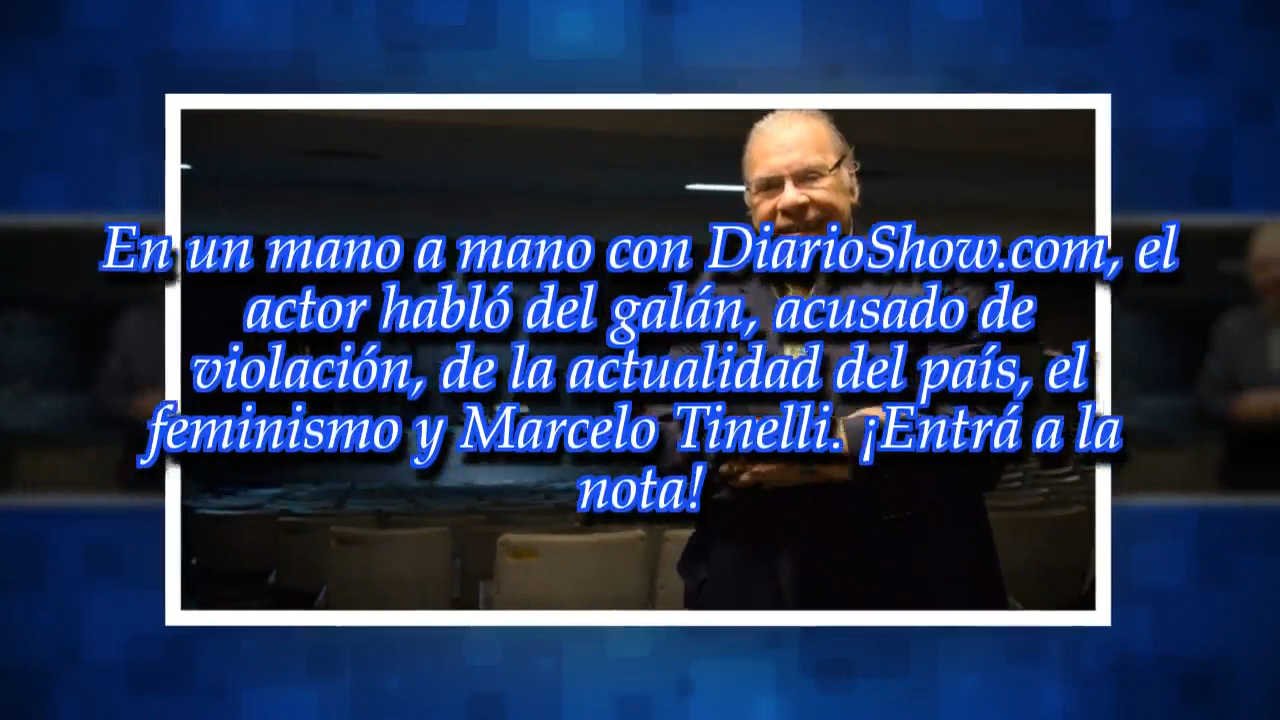 En un mano a mano con DiarioShow.com, el
actor habló del galán, acusado de
violación, de la actualidad del país, el
feminismo y Marcelo Tinelli. ¡Entrá a la
nota!